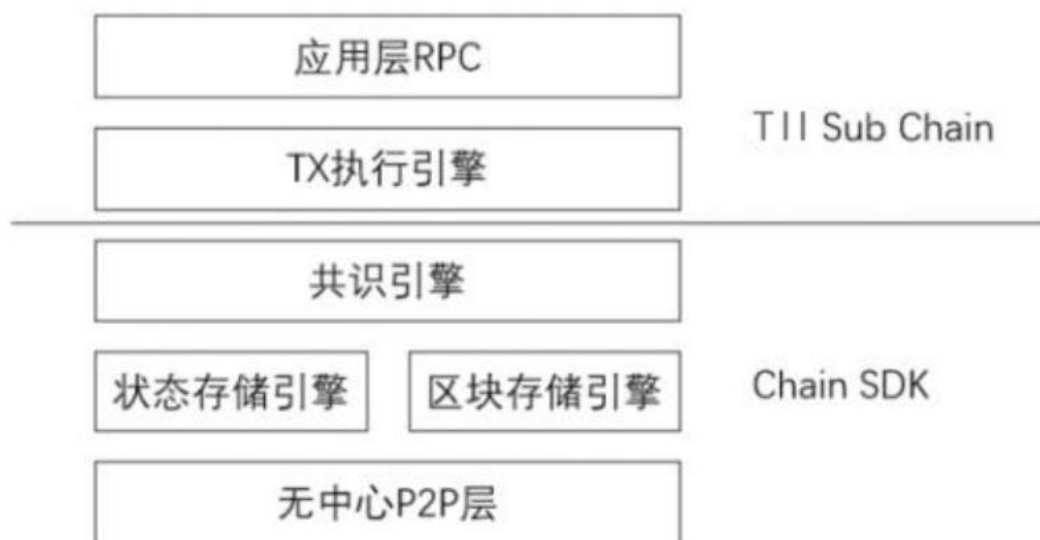 应用层RPC
TII Sub Chain
TX执行引擎
共识引擎
状态存储引擎 区块存储引擎
Chain SDK
无中心P2P层